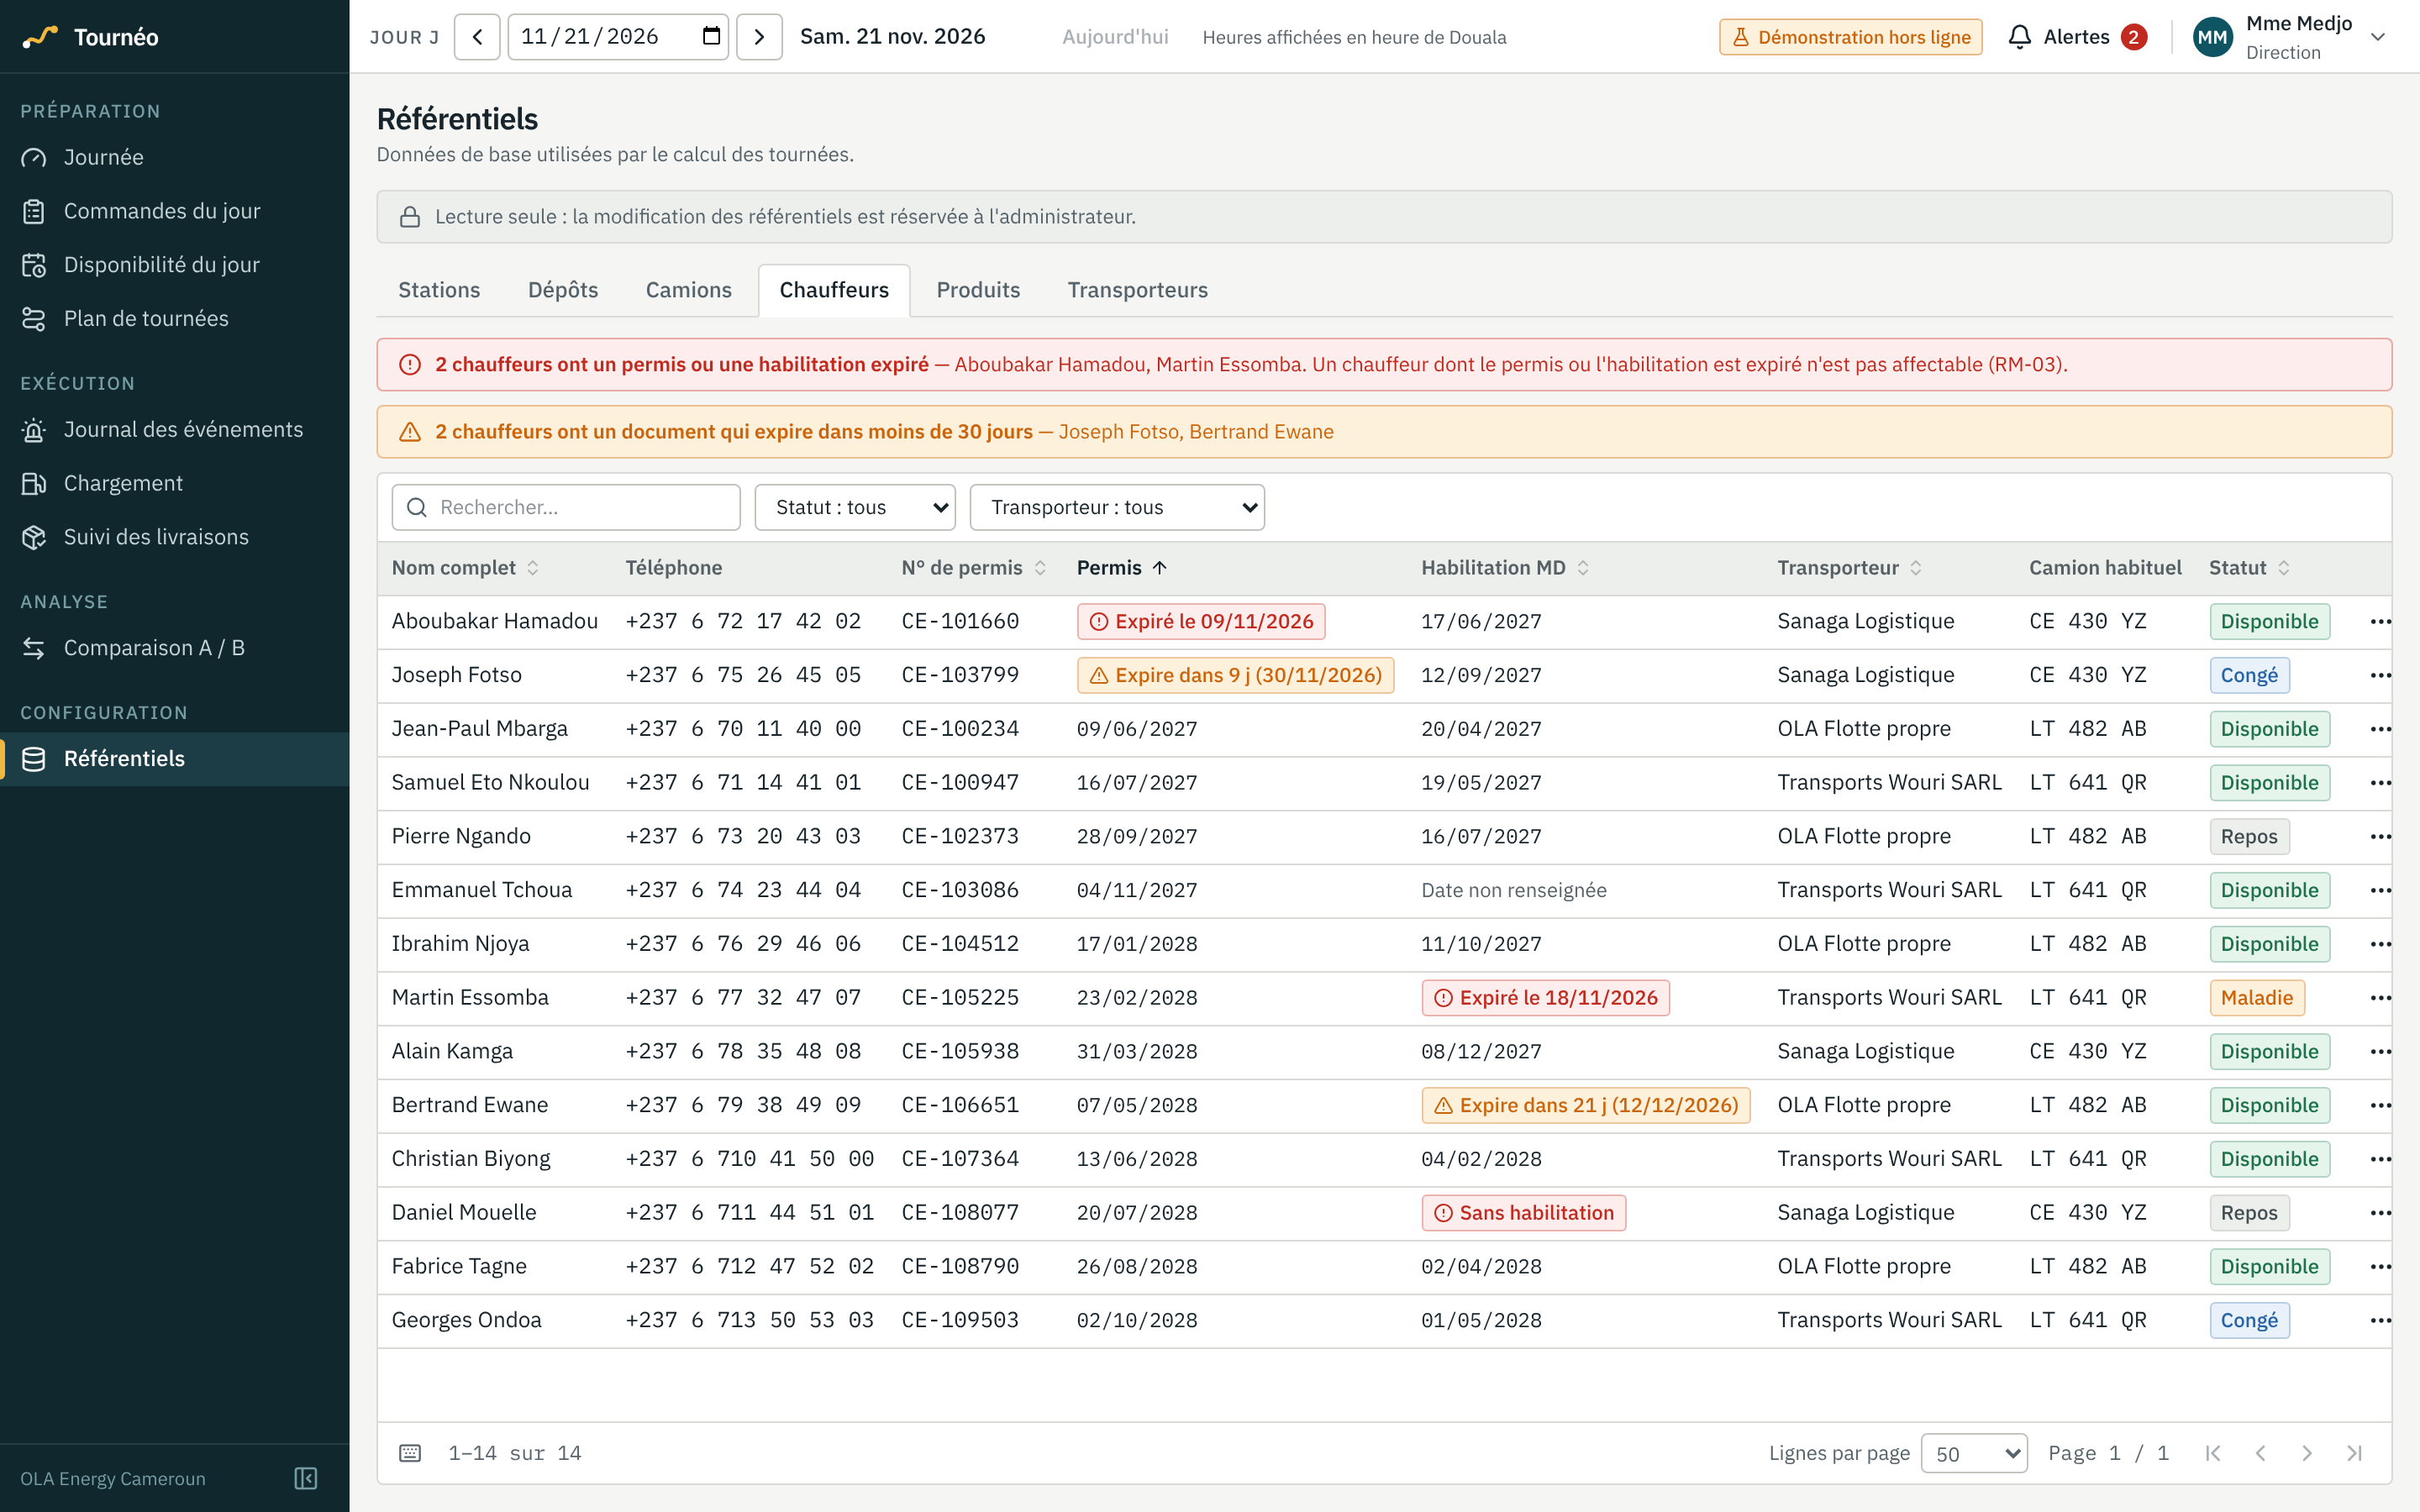 Tournéo
JOUR J
11/21/2026
Sam. 21 nov. 2026
Aujourd'hui
Heures affichées en heure de Douala
Démonstration hors ligne
Alertes 2
MM
Mme Medjo
Direction
PRÉPARATION
Journée
Commandes du jour
Disponibilité du jour
Plan de tournées
EXÉCUTION
Journal des événements
Chargement
Suivi des livraisons
ANALYSE
Comparaison A / B
CONFIGURATION
Référentiels
OLA Energy Cameroun
Référentiels
Données de base utilisées par le calcul des tournées.
Lecture seule : la modification des référentiels est réservée à l'administrateur.
Stations Dépôts Camions Chauffeurs Produits Transporteurs
2 chauffeurs ont un permis ou une habilitation expiré — Aboubakar Hamadou, Martin Essomba. Un chauffeur dont le permis ou l'habilitation est expiré n'est pas affectable (RM-03).
2 chauffeurs ont un document qui expire dans moins de 30 jours — Joseph Fotso, Bertrand Ewane
Rechercher... Statut : tous Transporteur : tous
Nom complet Téléphone N° de permis Permis Habilitation MD Transporteur Camion habituel Statut
Aboubakar Hamadou +237 6 72 17 42 02 CE-101660 Expiré le 09/11/2026 17/06/2027 Sanaga Logistique CE 430 YZ Disponible
Joseph Fotso +237 6 75 26 45 05 CE-103799 Expire dans 9 j (30/11/2026) 12/09/2027 Sanaga Logistique CE 430 YZ Congé
Jean-Paul Mbarga +237 6 70 11 40 00 CE-100234 09/06/2027 20/04/2027 OLA Flotte propre LT 482 AB Disponible
Samuel Eto Nkoulou +237 6 71 14 41 01 CE-100947 16/07/2027 19/05/2027 Transports Wouri SARL LT 641 QR Disponible
Pierre Ngando +237 6 73 20 43 03 CE-102373 28/09/2027 16/07/2027 OLA Flotte propre LT 482 AB Repos
Emmanuel Tchoua +237 6 74 23 44 04 CE-103086 04/11/2027 Date non renseignée Transports Wouri SARL LT 641 QR Disponible
Ibrahim Njoya +237 6 76 29 46 06 CE-104512 17/01/2028 11/10/2027 OLA Flotte propre LT 482 AB Disponible
Martin Essomba +237 6 77 32 47 07 CE-105225 23/02/2028 Expiré le 18/11/2026 Transports Wouri SARL LT 641 QR Maladie
Alain Kamga +237 6 78 35 48 08 CE-105938 31/03/2028 08/12/2027 Sanaga Logistique CE 430 YZ Disponible
Bertrand Ewane +237 6 79 38 49 09 CE-106651 07/05/2028 Expire dans 21 j (12/12/2026) OLA Flotte propre LT 482 AB Disponible
Christian Biyong +237 6 710 41 50 00 CE-107364 13/06/2028 04/02/2028 Transports Wouri SARL LT 641 QR Disponible
Daniel Mouelle +237 6 711 44 51 01 CE-108077 20/07/2028 Sans habilitation Sanaga Logistique CE 430 YZ Repos
Fabrice Tagne +237 6 712 47 52 02 CE-108790 26/08/2028 02/04/2028 OLA Flotte propre LT 482 AB Disponible
Georges Ondoa +237 6 713 50 53 03 CE-109503 02/10/2028 01/05/2028 Transports Wouri SARL LT 641 QR Congé
1–14 sur 14
Lignes par page 50 Page 1 / 1